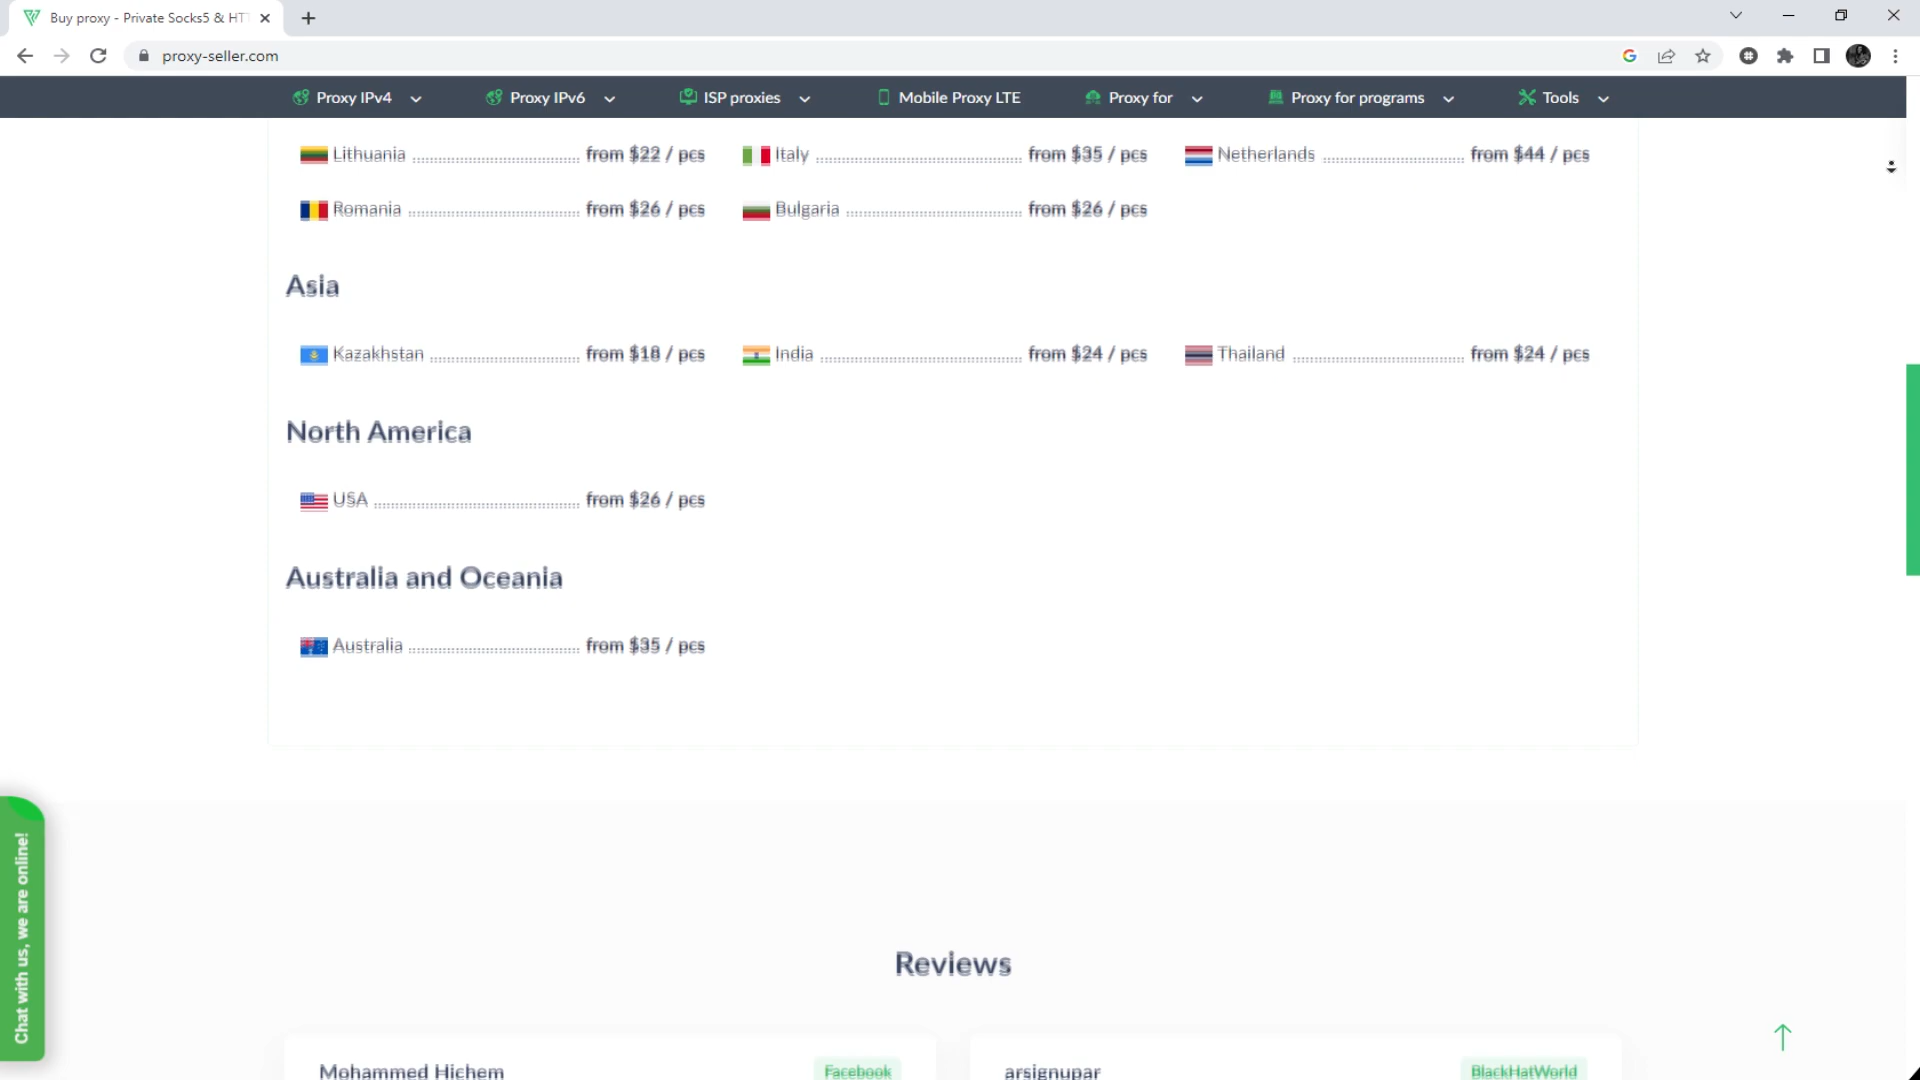 Buy proxy - Private Socks5 & HT
proxy-seller.com
Proxy IPv4 Proxy IPv6 ISP proxies Mobile Proxy LTE Proxy for Proxy for programs Tools
Lithuania from $22 / pcs Italy from $35 / pcs Netherlands from $44 / pcs
Romania from $26 / pcs Bulgaria from $26 / pcs
Asia
Kazakhstan from $18 / pcs India from $24 / pcs Thailand from $24 / pcs
North America
USA from $26 / pcs
Australia and Oceania
Australia from $35 / pcs
Chat with us, we are online!
Reviews
Mohammed Hichem Facebook arsignupar BlackHatWorld